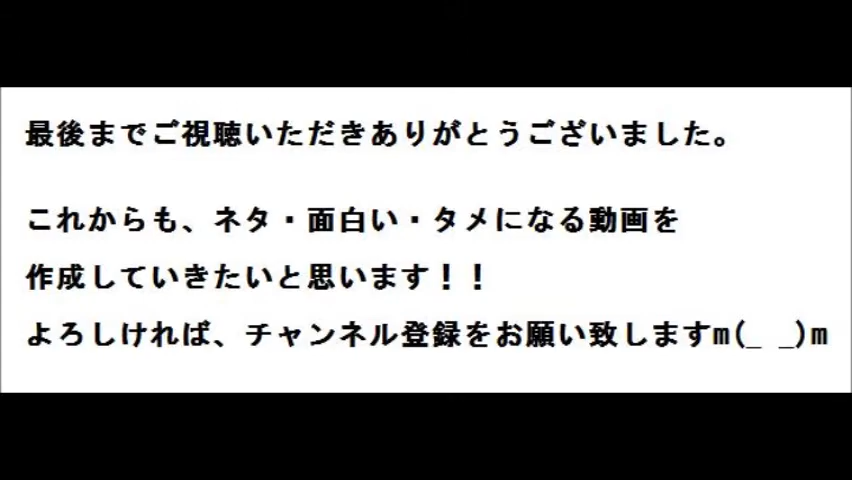 最後までご視聴いただきありがとうございました。
これからも、ネタ・面白い・タメになる動画を
作成していきたいと思います！！
よろしければ、チャンネル登録をお願い致しますm(_ _)m